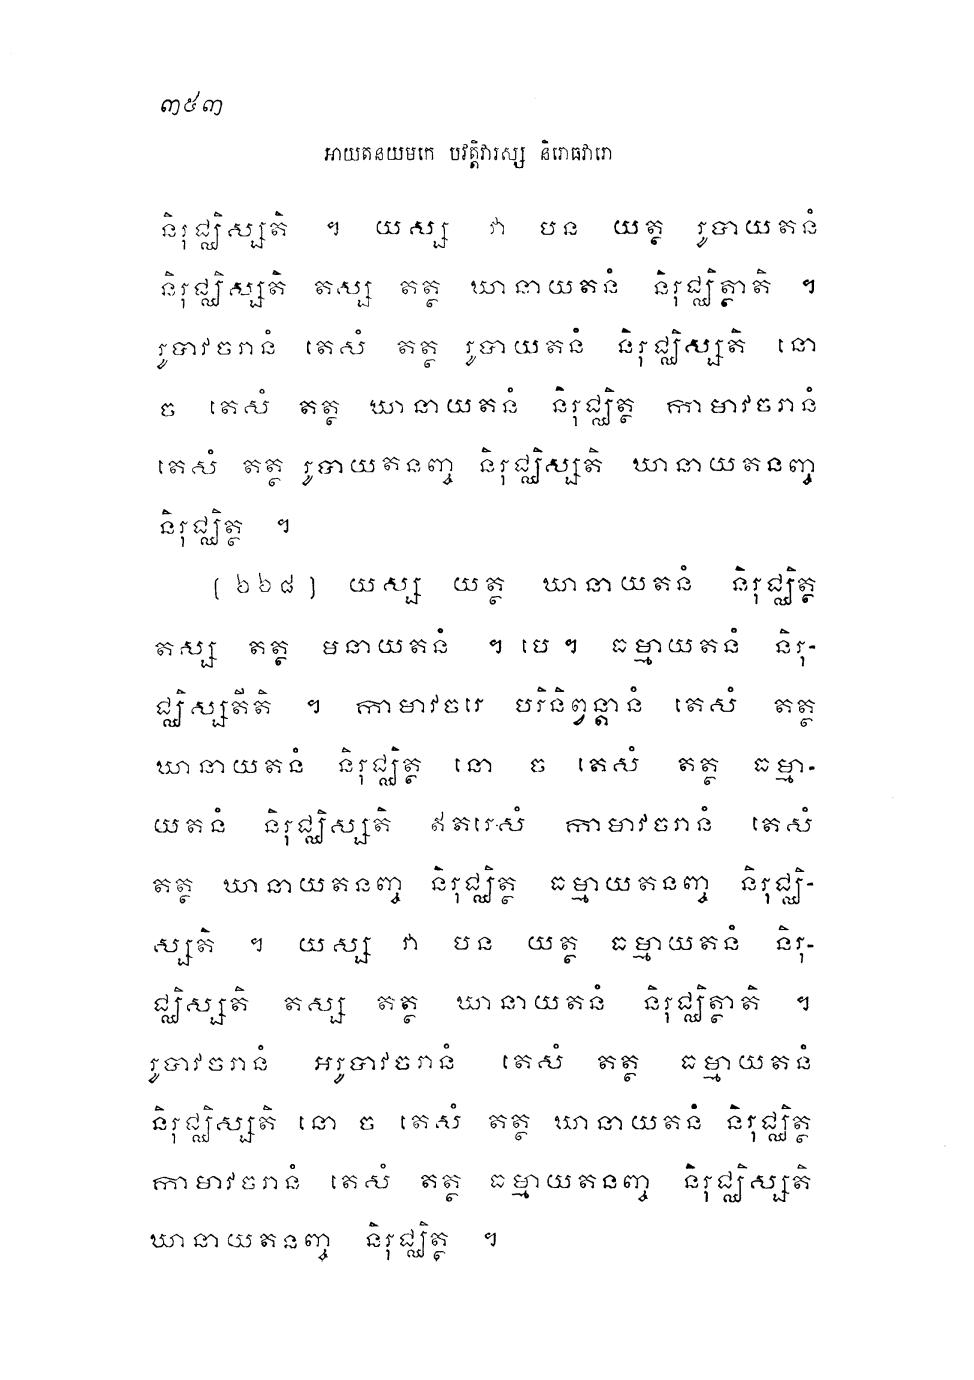 ៣៥៣
អាយតនយមកេ បវត្តិវារស្ស និរោធវារោ
និរុជ្ឈិស្សតិ ។ យស្ស វា បន យត្ថ រូបាយតនំ
និរុជ្ឈិស្សតិ តស្ស តត្ថ ឃានាយតនំ និរុជ្ឈិត្ថាតិ ។
រូបាវចរានំ តេសំ តត្ថ រូបាយតនំ និរុជ្ឈិស្សតិ នោ
ច តេសំ តត្ថ ឃានាយតនំ និរុជ្ឈិត្ថ កាមាវចរានំ
តេសំ តត្ថ រូបាយតនញ្ច និរុជ្ឈិស្សតិ ឃានាយតនញ្ច
និរុជ្ឈិត្ថ ។
(៦៦៨) យស្ស យត្ថ ឃានាយតនំ និរុជ្ឈិត្ថ
តស្ស តត្ថ មនាយតនំ ។ បេ ។ ធម្មាយតនំ និរុ-
ជ្ឈិស្សតីតិ ។ កាមាវចរេ បរិនិព្វន្តានំ តេសំ តត្ថ
ឃានាយតនំ និរុជ្ឈិត្ថ នោ ច តេសំ តត្ថ ធម្មា-
យតនំ និរុជ្ឈិស្សតិ ឥតរេសំ កាមាវចរានំ តេសំ
តត្ថ ឃានាយតនញ្ច និរុជ្ឈិត្ថ ធម្មាយតនញ្ច និរុជ្ឈិ-
ស្សតិ ។ យស្ស វា បន យត្ថ ធម្មាយតនំ និរុ-
ជ្ឈិស្សតិ តស្ស តត្ថ ឃានាយតនំ និរុជ្ឈិត្ថាតិ ។
រូបាវចរានំ អរូបាវចរានំ តេសំ តត្ថ ធម្មាយតនំ
និរុជ្ឈិស្សតិ នោ ច តេសំ តត្ថ ឃានាយតនំ និរុជ្ឈិត្ថ
កាមាវចរានំ តេសំ តត្ថ ធម្មាយតនញ្ច និរុជ្ឈិស្សតិ
ឃានាយតនញ្ច និរុជ្ឈិត្ថ ។